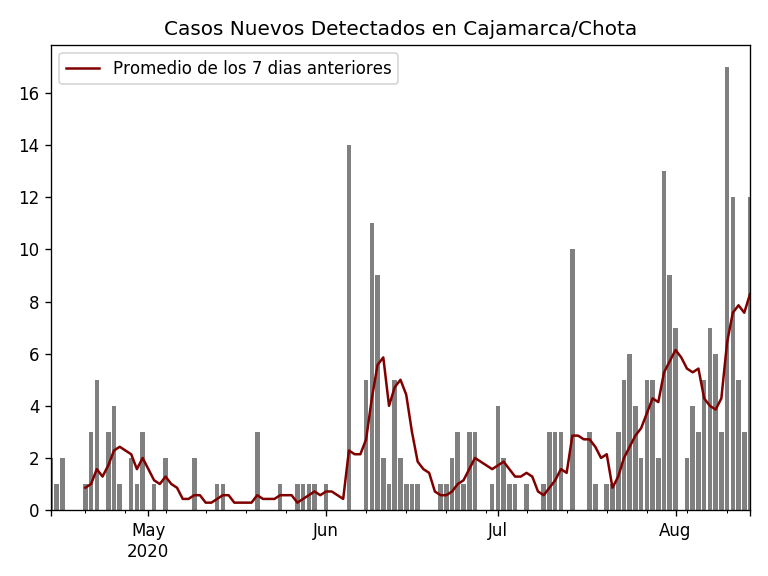 Casos Nuevos Detectados en Cajamarca/Chota
Promedio de los 7 dias anteriores
16
14
12
10
8
6
4
2
0
May
2020
Jun
Jul
Aug